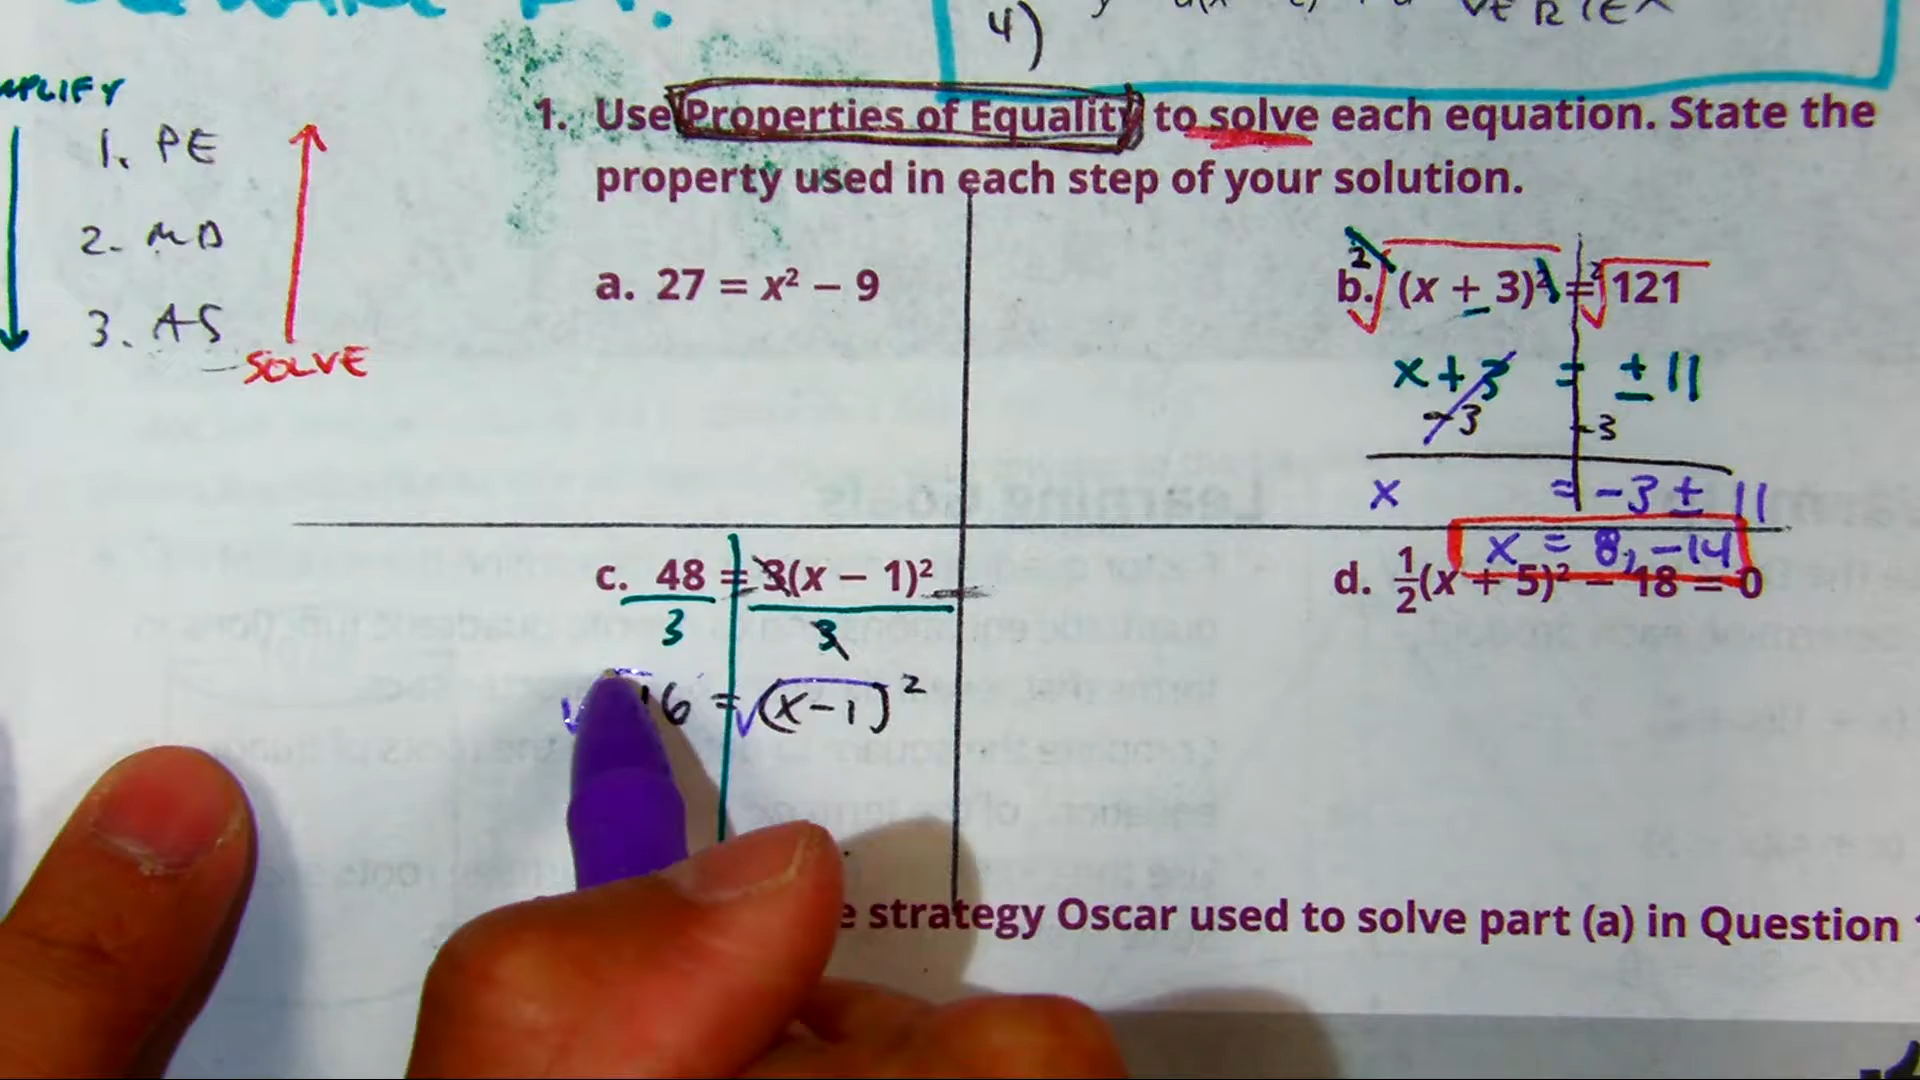 4)
VERTEX
1. PE
2. MD
3. AS
SOLVE
1. Use Properties of Equality to solve each equation. State the
property used in each step of your solution.
a. 27 = x² − 9
b. ²√(x + 3)² = ²√121
x + 3 = ± 11
−3 −3
x = −3 ± 11
x = 8, −14
c. 48 = 3(x − 1)²
3 3
16 = √(x−1)²
d. ½(x + 5)² − 18 = 0
strategy Oscar used to solve part (a) in Question